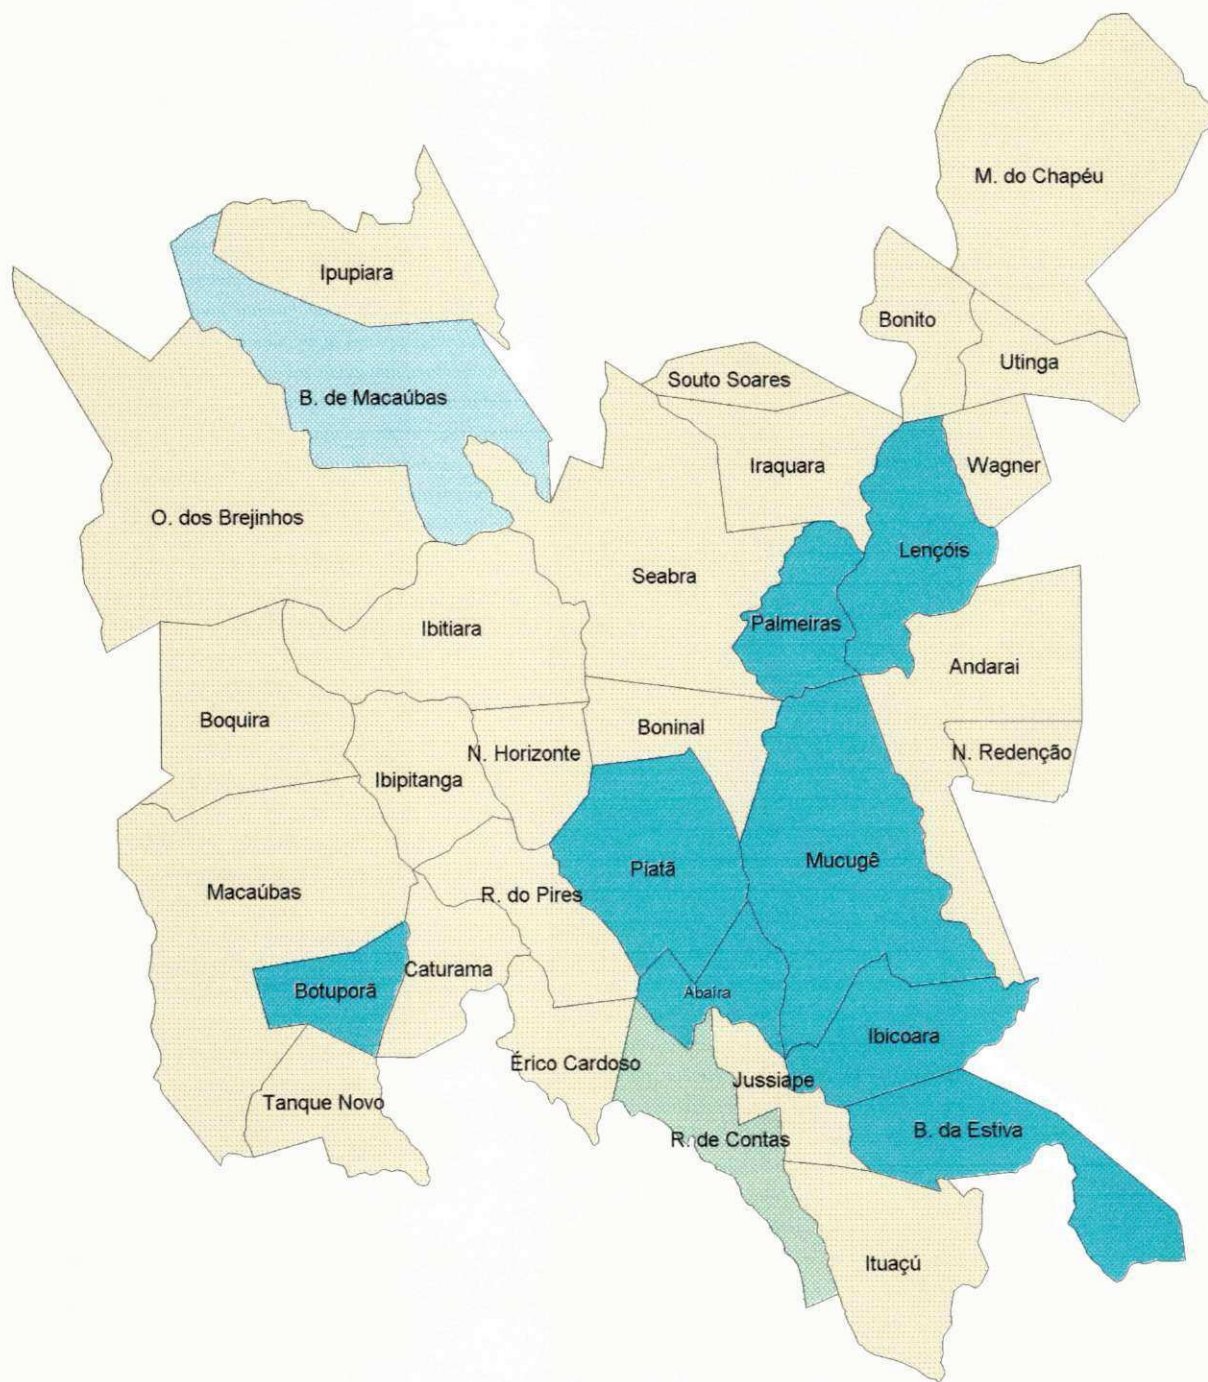 M. do Chapéu
Ipupiara
Bonito
Utinga
Souto Soares
B. de Macaúbas
Iraquara
Wagner
O. dos Brejinhos
Lençóis
Seabra
Palmeiras
Ibitiara
Andarai
Boquira
Boninal
N. Horizonte
N. Redenção
Ibipitanga
Mucugê
Piatã
Macaúbas
R. do Pires
Caturama
Botuporã
Abaíra
Ibicoara
Érico Cardoso
Jussiape
Tanque Novo
B. da Estiva
R. de Contas
Ituaçú